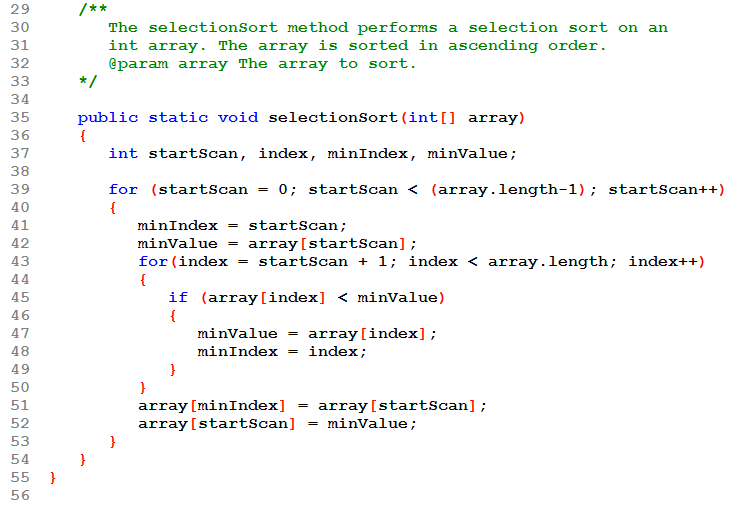 29 /**
30 The selectionSort method performs a selection sort on an
31 int array. The array is sorted in ascending order.
32 @param array The array to sort.
33 */
34
35 public static void selectionSort(int[] array)
36 {
37 int startScan, index, minIndex, minValue;
38
39 for (startScan = 0; startScan < (array.length-1); startScan++)
40 {
41 minIndex = startScan;
42 minValue = array[startScan];
43 for(index = startScan + 1; index < array.length; index++)
44 {
45 if (array[index] < minValue)
46 {
47 minValue = array[index];
48 minIndex = index;
49 }
50 }
51 array[minIndex] = array[startScan];
52 array[startScan] = minValue;
53 }
54 }
55 }
56